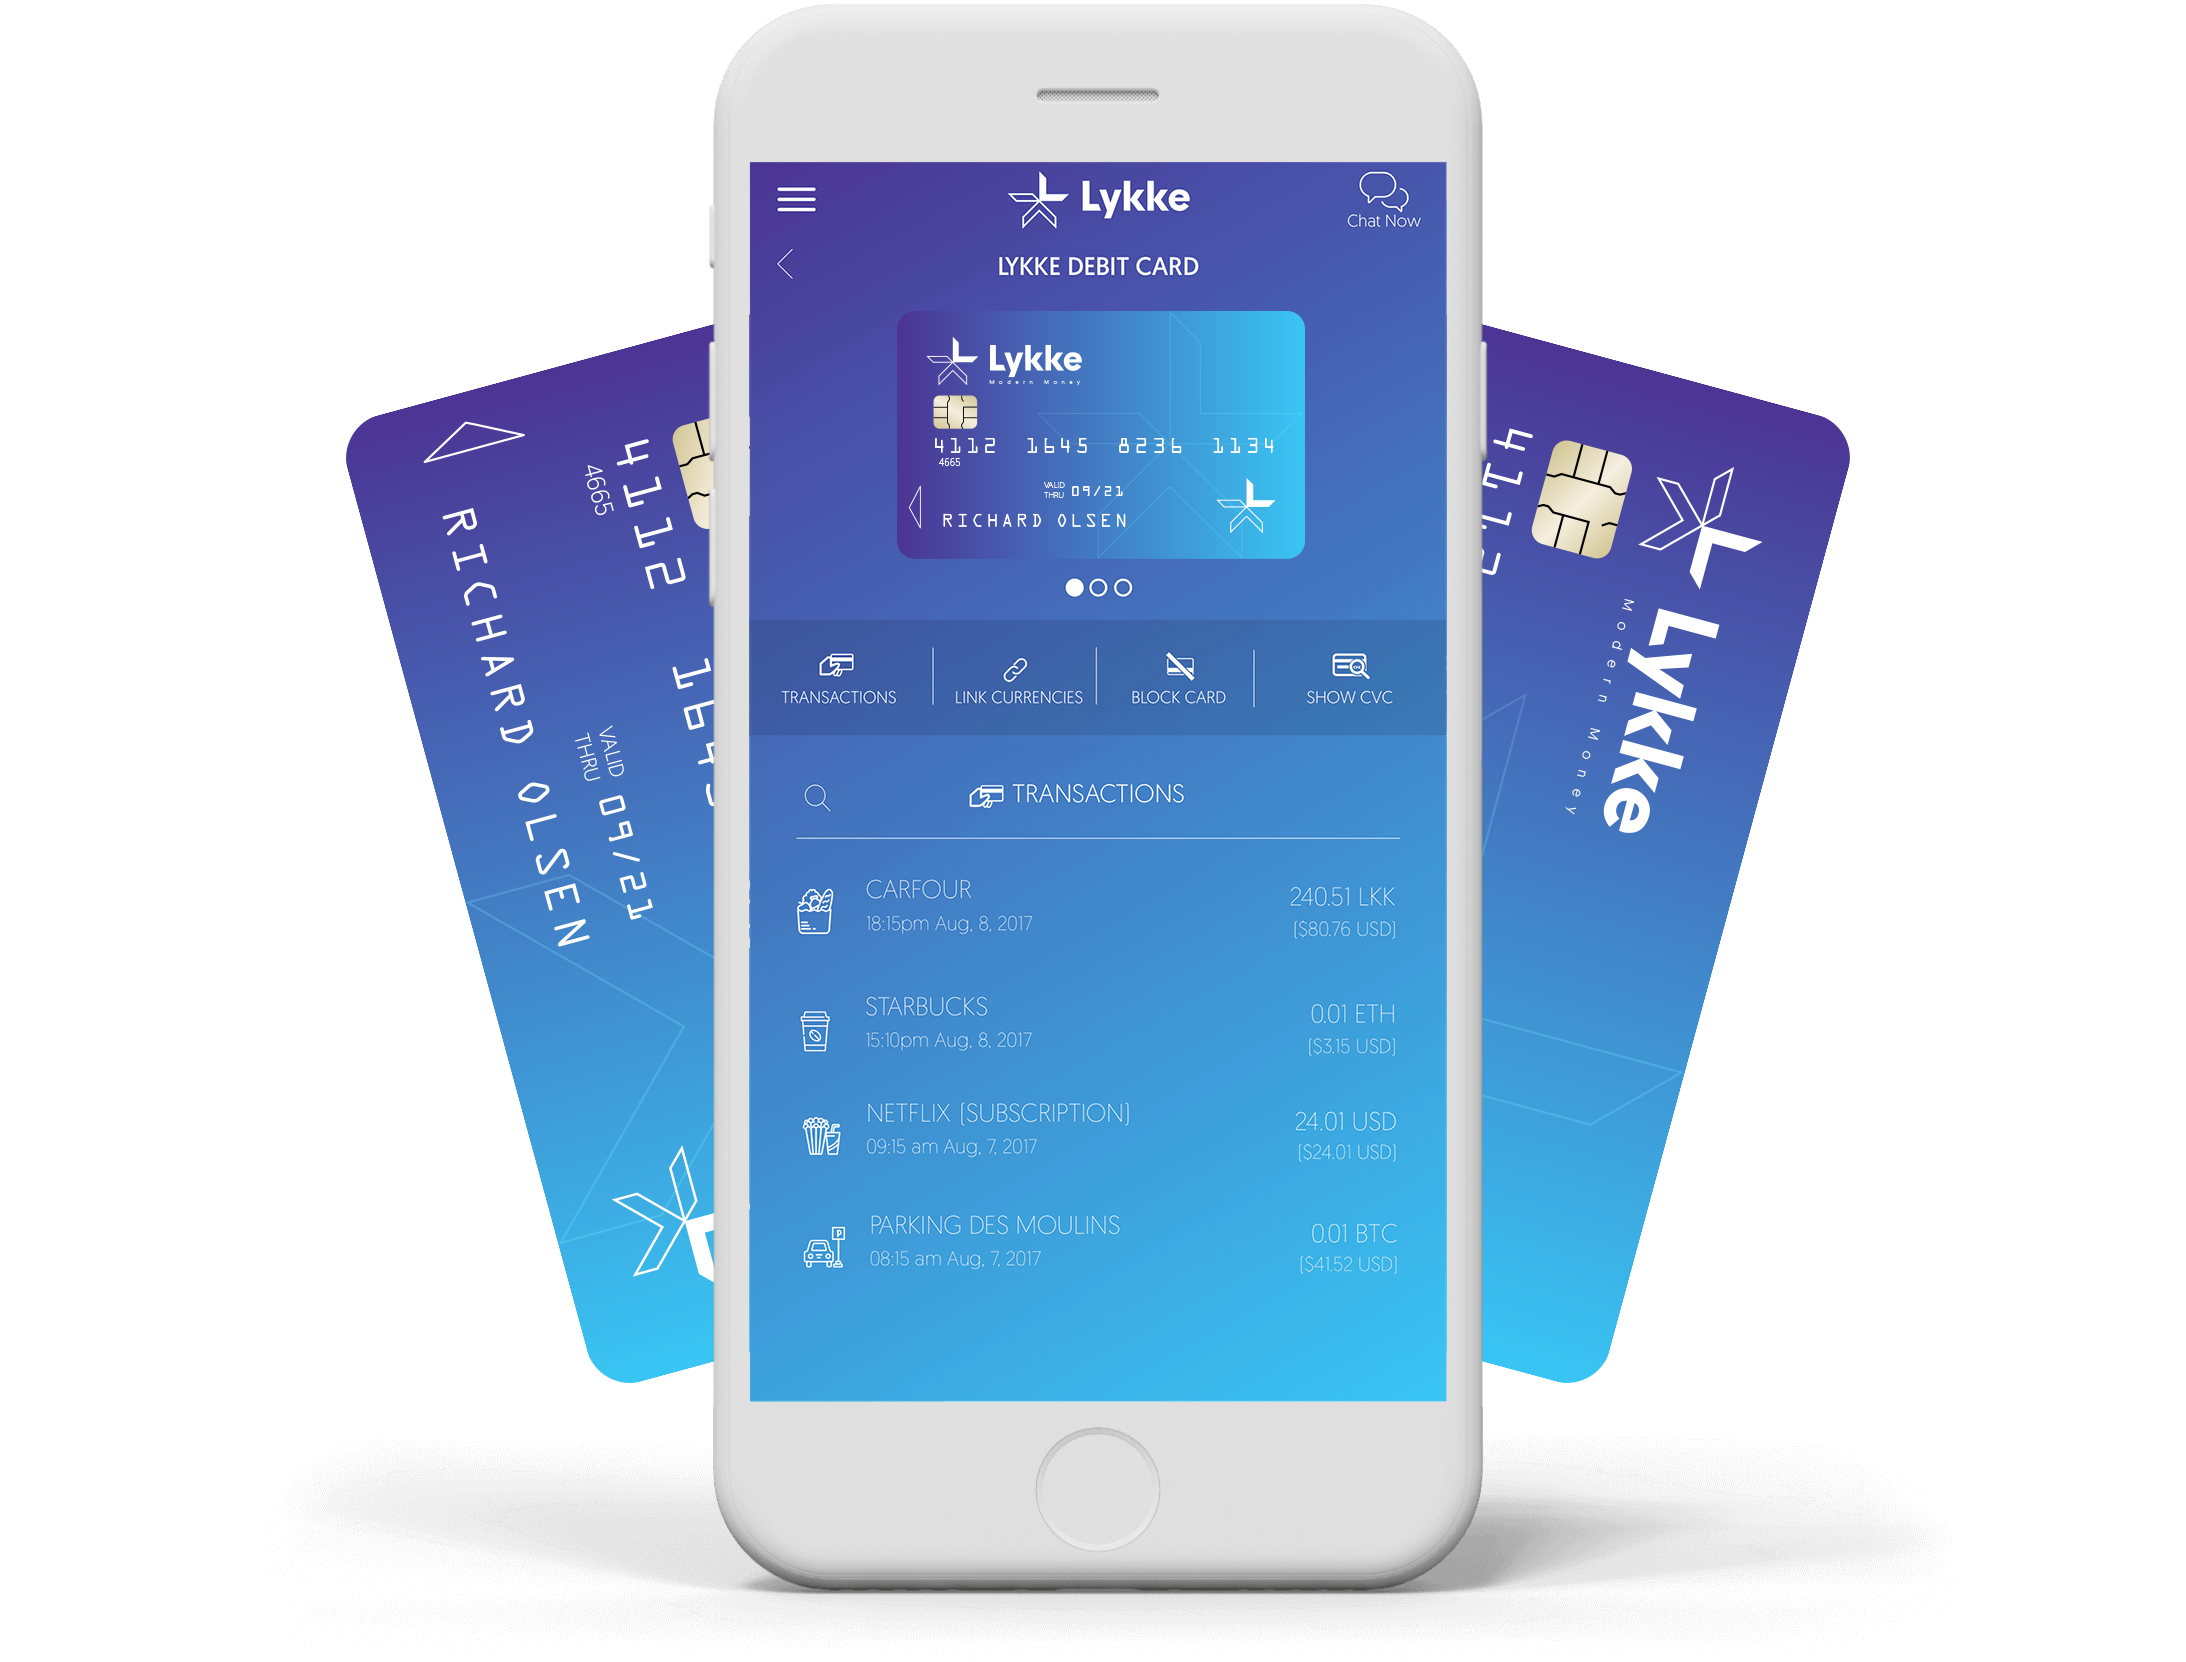 Lykke
Chat Now
LYKKE DEBIT CARD
Lykke
Modern Money
4112 1645 8236 1134
4665
VALID
THRU 09/21
RICHARD OLSEN
TRANSACTIONS
LINK CURRENCIES
BLOCK CARD
SHOW CVC
TRANSACTIONS
CARFOUR
240.51 LKK
18:15pm Aug, 8, 2017
($80.76 USD)
STARBUCKS
0.01 ETH
15:10pm Aug, 8, 2017
($3.15 USD)
NETFLIX (SUBSCRIPTION)
24.01 USD
09:15 am Aug, 7, 2017
($24.01 USD)
PARKING DES MOULINS
0.01 BTC
08:15 am Aug, 7, 2017
($41.52 USD)
4112 1645
4665
VALID
THRU 09/21
RICHARD OLSEN
Lykke
Modern Money
4112